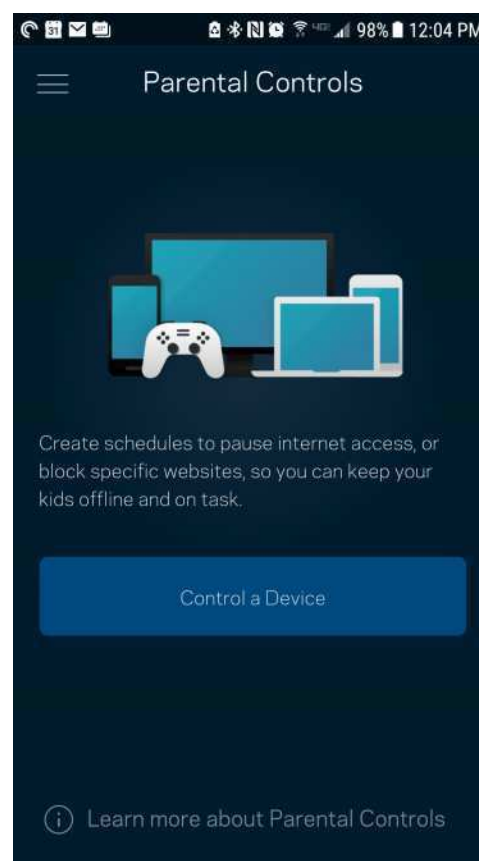 31 98% 12:04 PM
Parental Controls
Create schedules to pause internet access, or
block specific websites, so you can keep your
kids offline and on task.
Control a Device
Learn more about Parental Controls